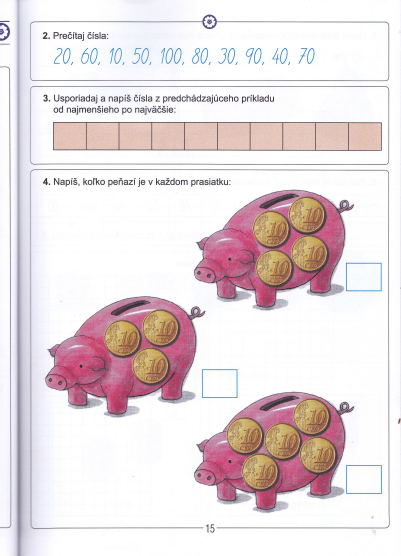 2. Prečítaj čísla:
20, 60, 10, 50, 100, 80, 30, 90, 40, 70
3. Usporiadaj a napíš čísla z predchádzajúceho príkladu
od najmenšieho po najväčšie:
4. Napíš, koľko peňazí je v každom prasiatku:
10 10
10 10
10 10
10
10 10
10 10
10
15